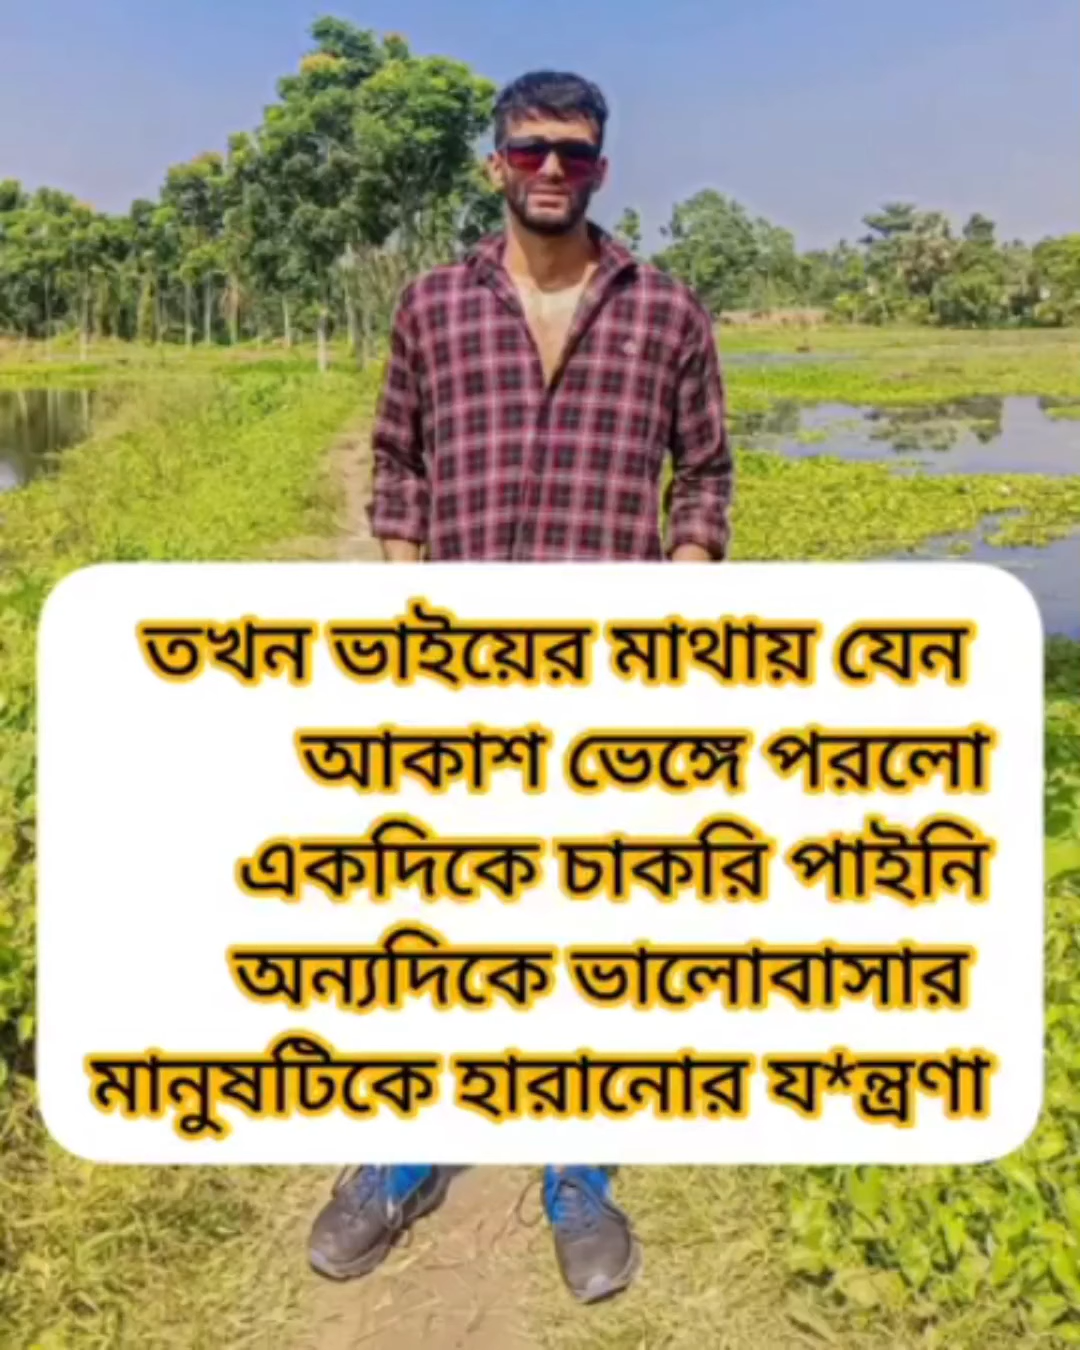 তখন ভাইয়ের মাথায় যেন
আকাশ ভেঙ্গে পরলো
একদিকে চাকরি পাইনি
অন্যদিকে ভালোবাসার
মানুষটিকে হারানোর য*ন্ত্রণা